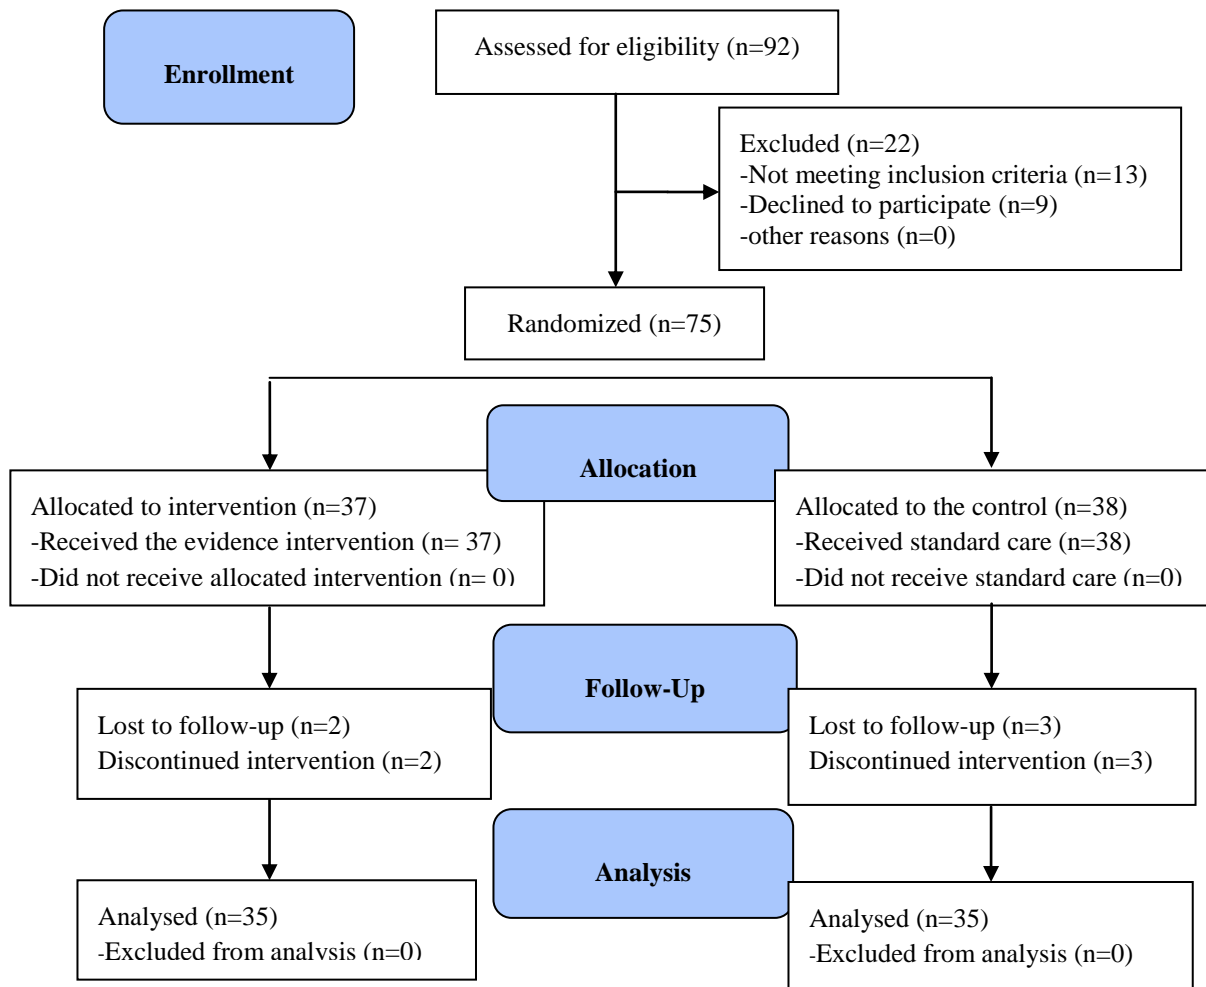 Enrollment
Assessed for eligibility (n=92)
Excluded (n=22)
-Not meeting inclusion criteria (n=13)
-Declined to participate (n=9)
-other reasons (n=0)
Randomized (n=75)
Allocation
Allocated to intervention (n=37)
-Received the evidence intervention (n= 37)
-Did not receive allocated intervention (n= 0)
Allocated to the control (n=38)
-Received standard care (n=38)
-Did not receive standard care (n=0)
Follow-Up
Lost to follow-up (n=2)
Discontinued intervention (n=2)
Lost to follow-up (n=3)
Discontinued intervention (n=3)
Analysis
Analysed (n=35)
-Excluded from analysis (n=0)
Analysed (n=35)
-Excluded from analysis (n=0)